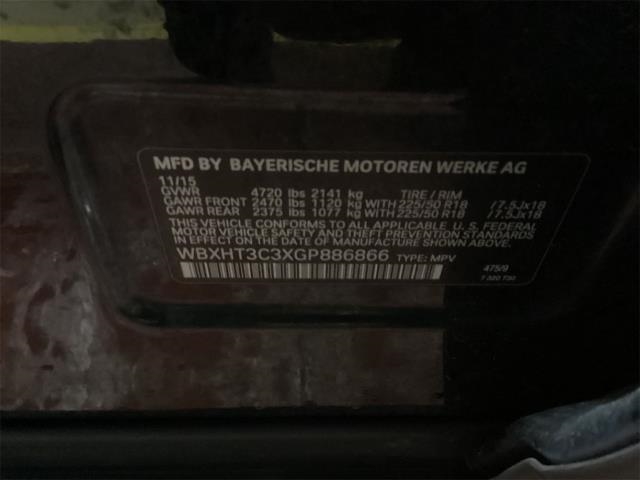 MFD BY BAYERISCHE MOTOREN WERKE AG
11/15
GVWR 4720 lbs 2141 kg TIRE / RIM
GAWR FRONT 2470 lbs 1120 kg WITH 225/50 R18 /7.5Jx18
GAWR REAR 2375 lbs 1077 kg WITH 225/50 R18 /7.5Jx18
THIS VEHICLE CONFORMS TO ALL APPLICABLE U. S. FEDERAL
MOTOR VEHICLE SAFETY AND THEFT PREVENTION STANDARDS
IN EFFECT ON THE DATE OF MANUFACTURE SHOWN ABOVE.
WBXHT3C3XGP886866 TYPE: MPV 475/9